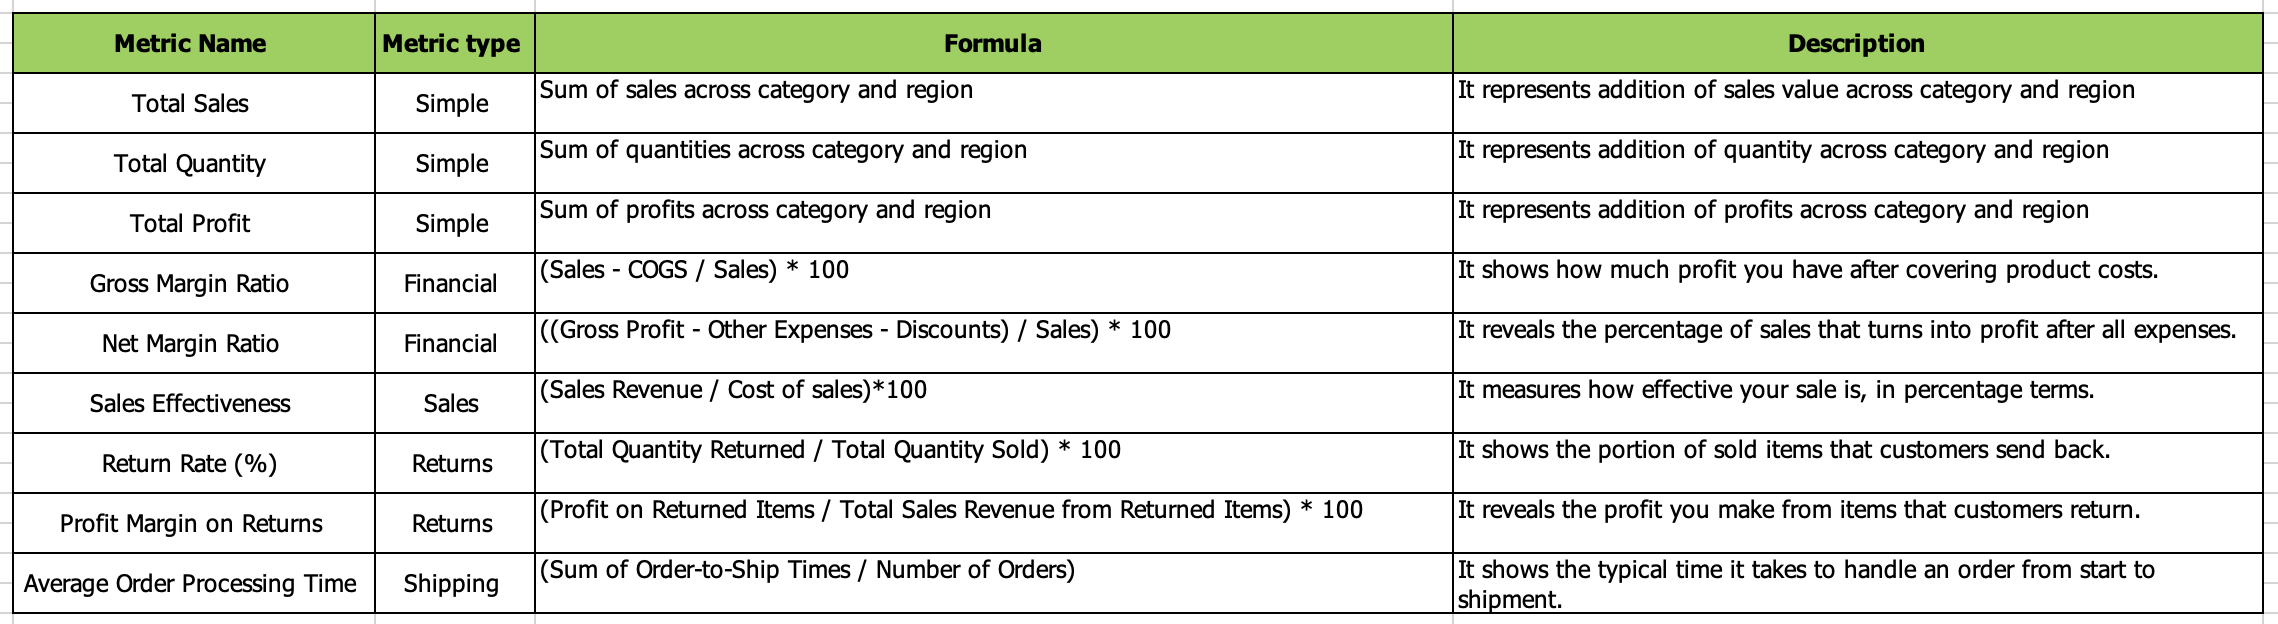 Metric Name Metric type Formula Description
Total Sales Simple Sum of sales across category and region It represents addition of sales value across category and region
Total Quantity Simple Sum of quantities across category and region It represents addition of quantity across category and region
Total Profit Simple Sum of profits across category and region It represents addition of profits across category and region
Gross Margin Ratio Financial (Sales - COGS / Sales) * 100 It shows how much profit you have after covering product costs.
Net Margin Ratio Financial ((Gross Profit - Other Expenses - Discounts) / Sales) * 100 It reveals the percentage of sales that turns into profit after all expenses.
Sales Effectiveness Sales (Sales Revenue / Cost of sales)*100 It measures how effective your sale is, in percentage terms.
Return Rate (%) Returns (Total Quantity Returned / Total Quantity Sold) * 100 It shows the portion of sold items that customers send back.
Profit Margin on Returns Returns (Profit on Returned Items / Total Sales Revenue from Returned Items) * 100 It reveals the profit you make from items that customers return.
Average Order Processing Time Shipping (Sum of Order-to-Ship Times / Number of Orders) It shows the typical time it takes to handle an order from start to
shipment.